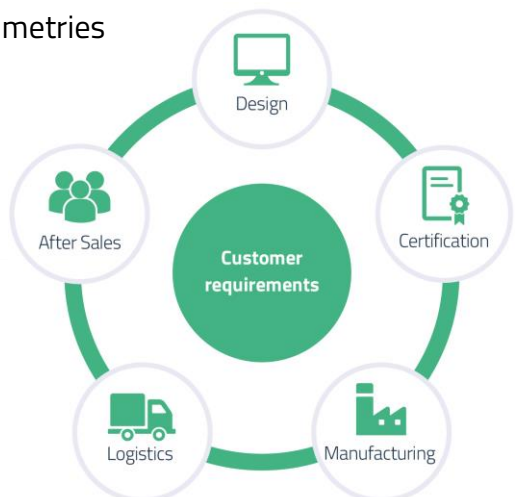 metries
Design
After Sales
Certification
Customer
requirements
Logistics
Manufacturing